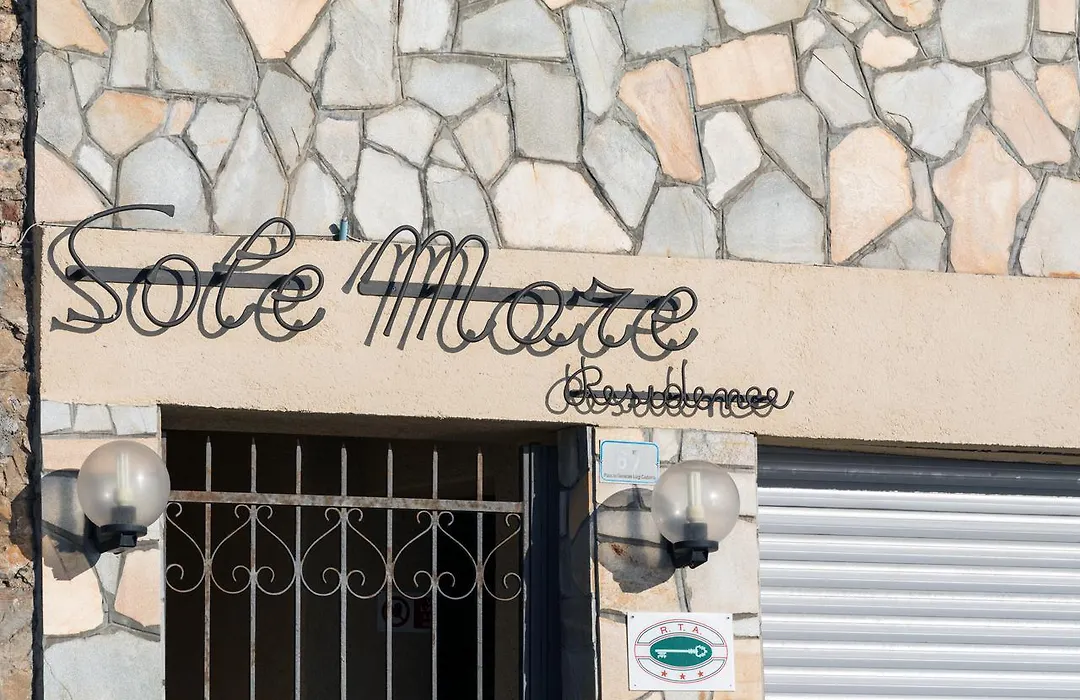 Sole Mare
Residence
67
R. T. A.